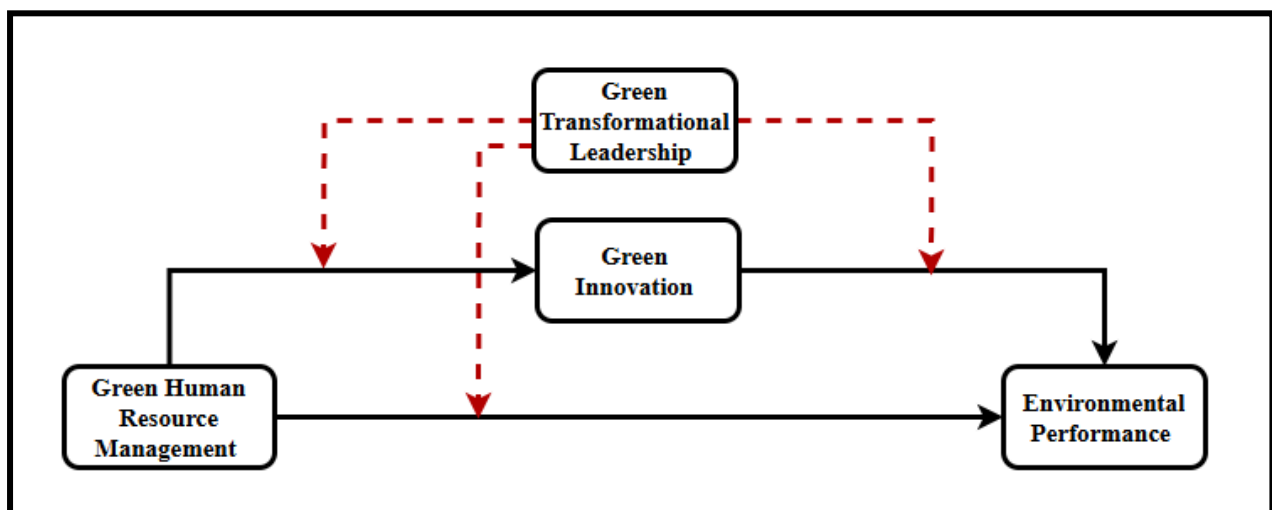 Green
Transformational
Leadership
Green
Innovation
Green Human
Resource
Management
Environmental
Performance